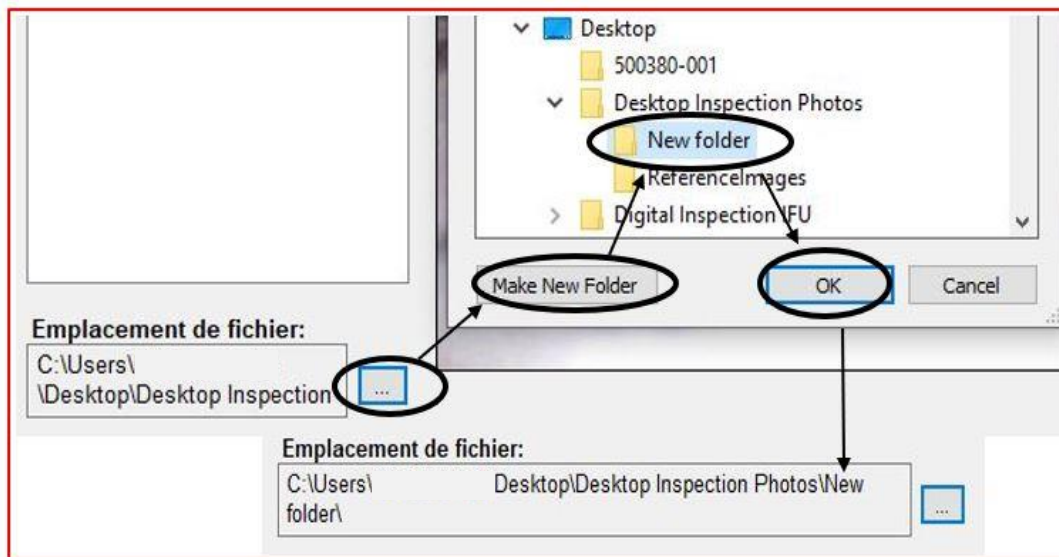 Desktop
500380-001
Desktop Inspection Photos
New folder
ReferenceImages
Digital Inspection IFU
Make New Folder
OK
Cancel
Emplacement de fichier:
C:\Users\
\Desktop\Desktop Inspection
...
Emplacement de fichier:
C:\Users\ Desktop\Desktop Inspection Photos\New
folder\
...